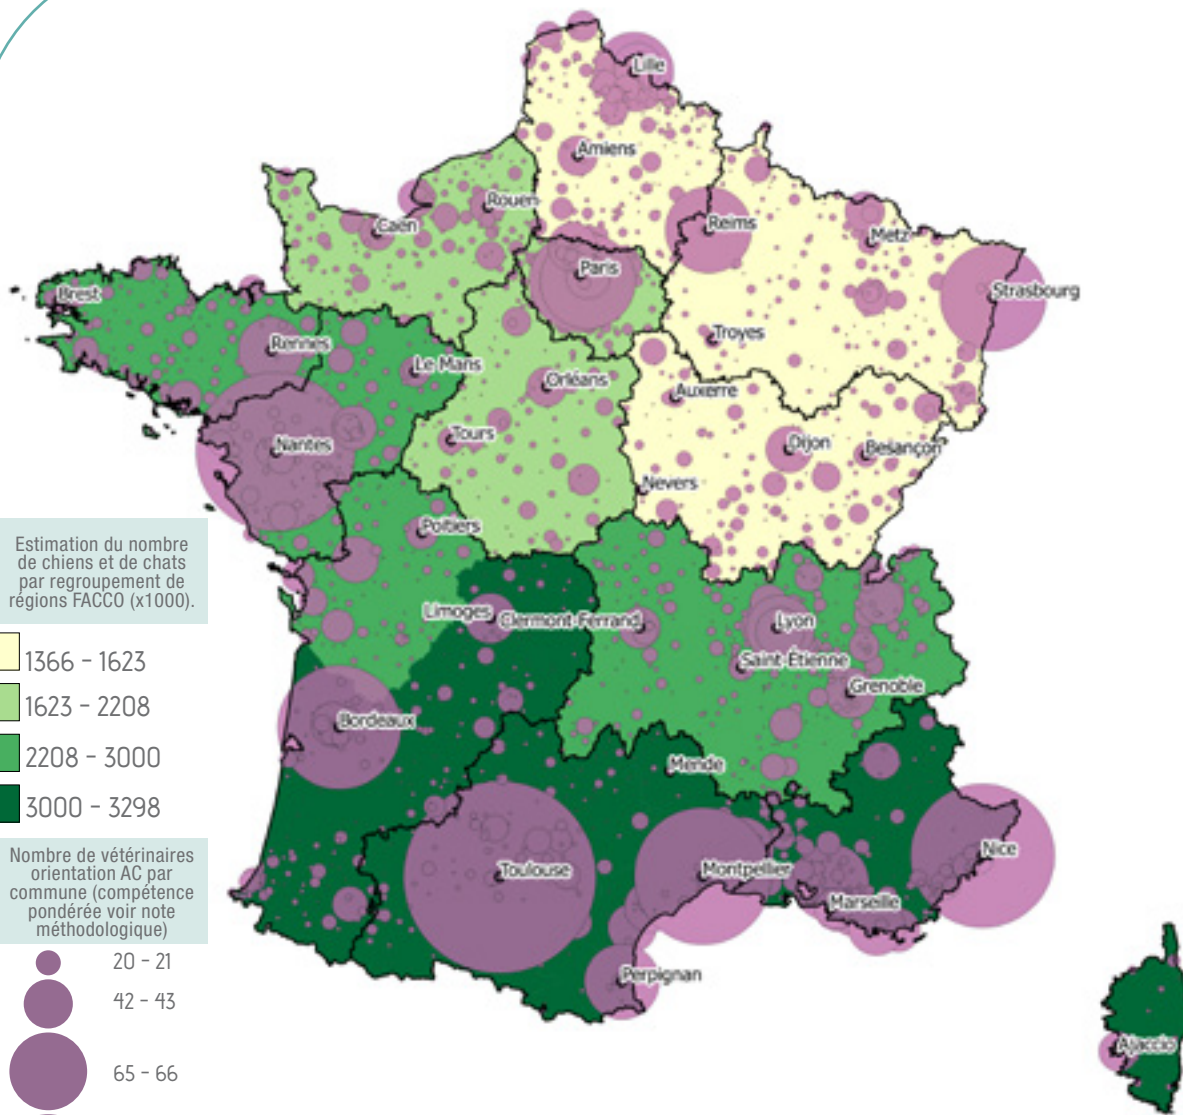 Lille
Amiens
Rouen
Caen
Reims
Metz
Paris
Strasbourg
Brest
Rennes
Troyes
Le Mans
Orléans
Auxerre
Tours
Nantes
Dijon
Besançon
Nevers
Poitiers
Limoges
Clermont-Ferrand
Lyon
Saint-Étienne
Grenoble
Bordeaux
Mende
Toulouse
Montpellier
Nice
Marseille
Perpignan
Ajaccio
Estimation du nombre
de chiens et de chats
par regroupement de
régions FACCO (x1000).
1366 - 1623
1623 - 2208
2208 - 3000
3000 - 3298
Nombre de vétérinaires
orientation AC par
commune (compétence
pondérée voir note
méthodologique)
20 - 21
42 - 43
65 - 66